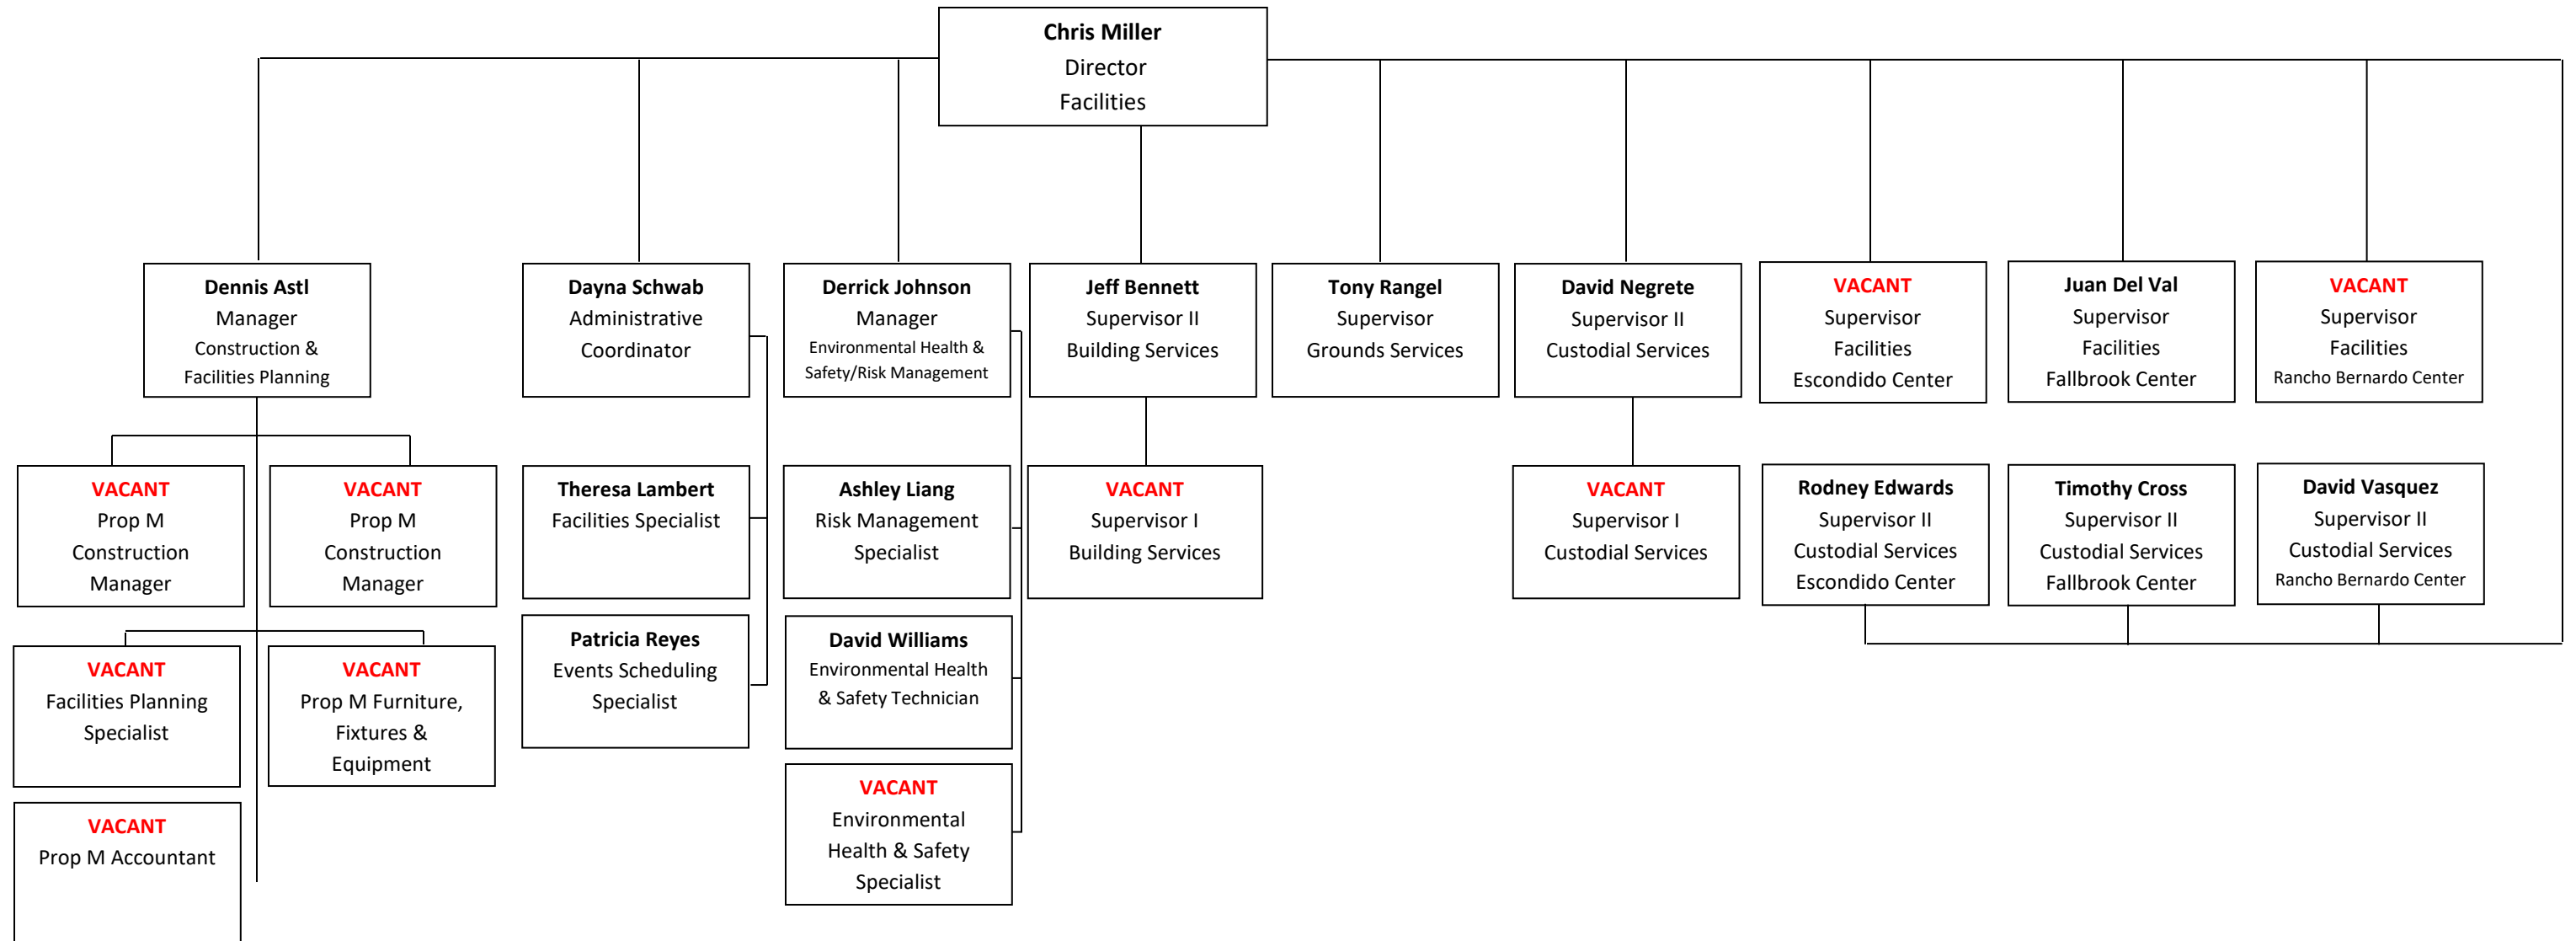 Chris Miller
Director
Facilities
Dennis Astl
Manager
Construction &
Facilities Planning
Dayna Schwab
Administrative
Coordinator
Derrick Johnson
Manager
Environmental Health &
Safety/Risk Management
Jeff Bennett
Supervisor II
Building Services
Tony Rangel
Supervisor
Grounds Services
David Negrete
Supervisor II
Custodial Services
VACANT
Supervisor
Facilities
Escondido Center
Juan Del Val
Supervisor
Facilities
Fallbrook Center
VACANT
Supervisor
Facilities
Rancho Bernardo Center
VACANT
Prop M
Construction
Manager
VACANT
Prop M
Construction
Manager
Theresa Lambert
Facilities Specialist
Ashley Liang
Risk Management
Specialist
VACANT
Supervisor I
Building Services
VACANT
Supervisor I
Custodial Services
Rodney Edwards
Supervisor II
Custodial Services
Escondido Center
Timothy Cross
Supervisor II
Custodial Services
Fallbrook Center
David Vasquez
Supervisor II
Custodial Services
Rancho Bernardo Center
VACANT
Facilities Planning
Specialist
VACANT
Prop M Furniture,
Fixtures &
Equipment
Patricia Reyes
Events Scheduling
Specialist
David Williams
Environmental Health
& Safety Technician
VACANT
Prop M Accountant
VACANT
Environmental
Health & Safety
Specialist